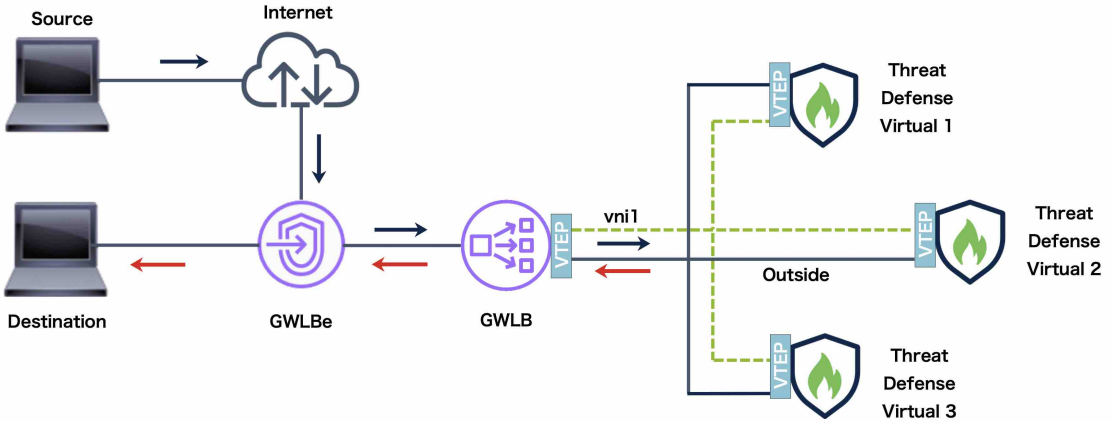 Source
Internet
Threat
Defense
Virtual 1
VTEP
vni1
VTEP
VTEP
Threat
Defense
Virtual 2
Outside
Destination
GWLBe
GWLB
VTEP
Threat
Defense
Virtual 3